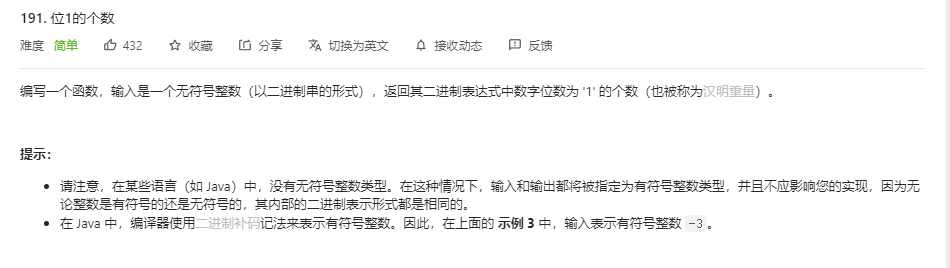 191. 位1的个数
难度 简单 432 收藏 分享 切换为英文 接收动态 反馈
编写一个函数，输入是一个无符号整数（以二进制串的形式），返回其二进制表达式中数字位数为 '1' 的个数（也被称为汉明重量）。
提示：
请注意，在某些语言（如 Java）中，没有无符号整数类型。在这种情况下，输入和输出都将被指定为有符号整数类型，并且不应影响您的实现，因为无
论整数是有符号的还是无符号的，其内部的二进制表示形式都是相同的。
在 Java 中，编译器使用二进制补码记法来表示有符号整数。因此，在上面的 示例 3 中，输入表示有符号整数 -3。